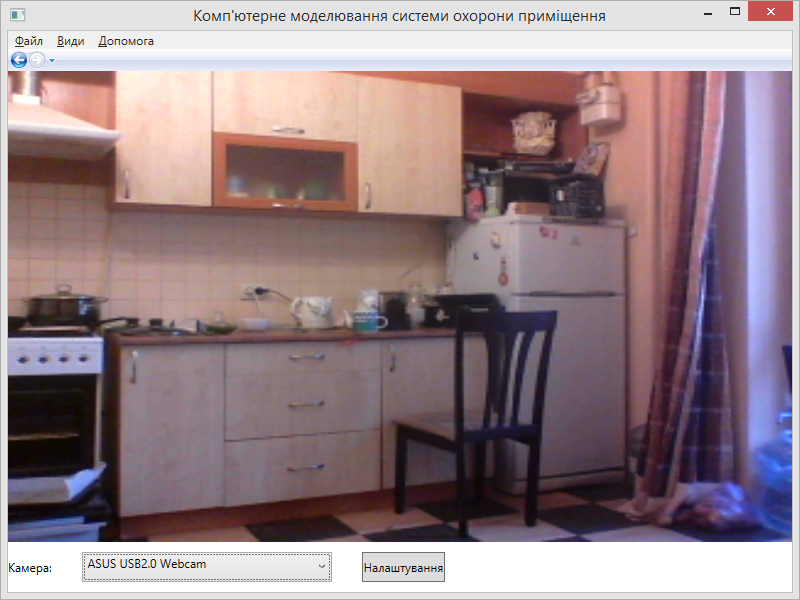 Комп'ютерне моделювання системи охорони приміщення
Файл Види Допомога
Камера: ASUS USB2.0 Webcam Налаштування